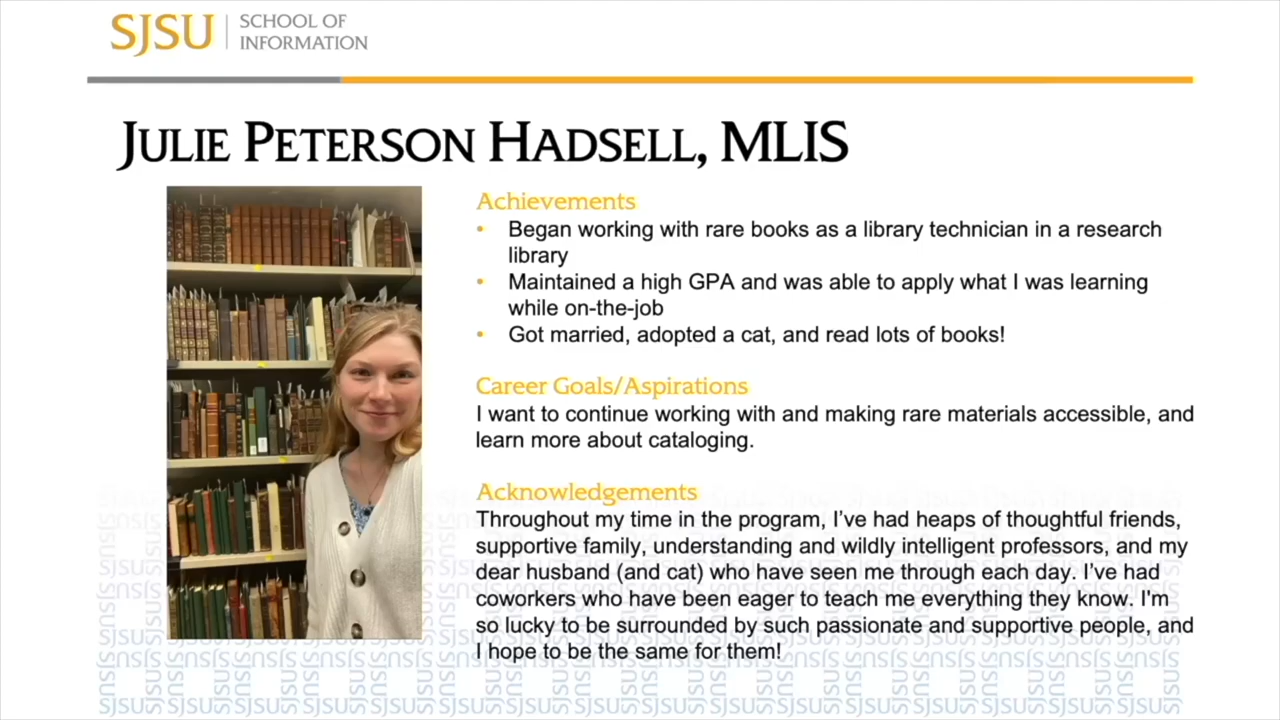 SJSU
SCHOOL OF
INFORMATION
JULIE PETERSON HADSELL, MLIS
Achievements
• Began working with rare books as a library technician in a research
library
• Maintained a high GPA and was able to apply what I was learning
while on-the-job
• Got married, adopted a cat, and read lots of books!
Career Goals/Aspirations
I want to continue working with and making rare materials accessible, and
learn more about cataloging.
Acknowledgements
Throughout my time in the program, I've had heaps of thoughtful friends,
supportive family, understanding and wildly intelligent professors, and my
dear husband (and cat) who have seen me through each day. I've had
coworkers who have been eager to teach me everything they know. I'm
so lucky to be surrounded by such passionate and supportive people, and
I hope to be the same for them!